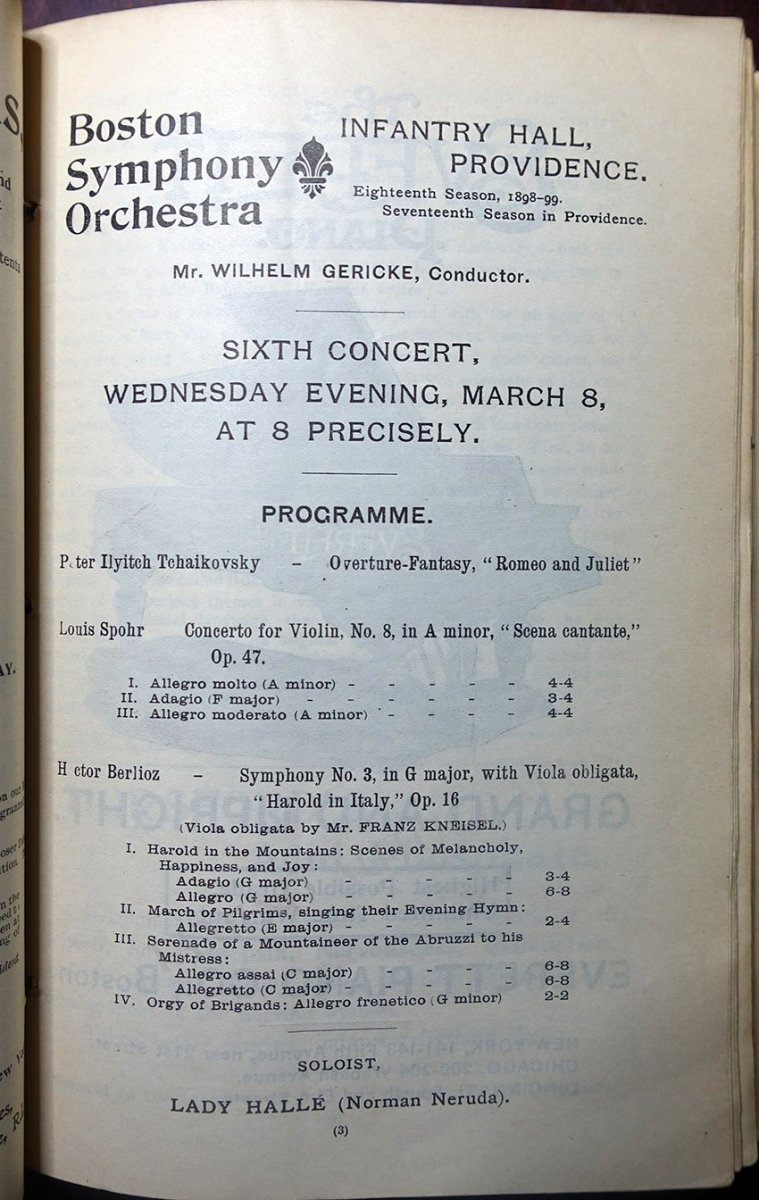 Boston
Symphony
Orchestra
INFANTRY HALL,
PROVIDENCE.
Eighteenth Season, 1898-99.
Seventeenth Season in Providence.
Mr. WILHELM GERICKE, Conductor.
SIXTH CONCERT,
WEDNESDAY EVENING, MARCH 8,
AT 8 PRECISELY.
PROGRAMME.
Peter Ilyitch Tchaikovsky - Overture-Fantasy, "Romeo and Juliet"
Louis Spohr Concerto for Violin, No. 8, in A minor, "Scena cantante,"
Op. 47.
I. Allegro molto (A minor) - - - - - 4-4
II. Adagio (F major) - - - - - - 3-4
III. Allegro moderato (A minor) - - - - 4-4
Hector Berlioz - Symphony No. 3, in G major, with Viola obligata,
"Harold in Italy," Op. 16
(Viola obligata by Mr. FRANZ KNEISEL.)
I. Harold in the Mountains: Scenes of Melancholy,
Happiness, and Joy:
Adagio (G major) - - - - - 3-4
Allegro (G major) - - - - - 6-8
II. March of Pilgrims, singing their Evening Hymn:
Allegretto (E major) - - - - - 2-4
III. Serenade of a Mountaineer of the Abruzzi to his
Mistress:
Allegro assai (C major) - - - - 6-8
Allegretto (C major) - - - - - 6-8
IV. Orgy of Brigands: Allegro frenetico (G minor) 2-2
SOLOIST,
LADY HALLÉ (Norman Neruda).
(3)